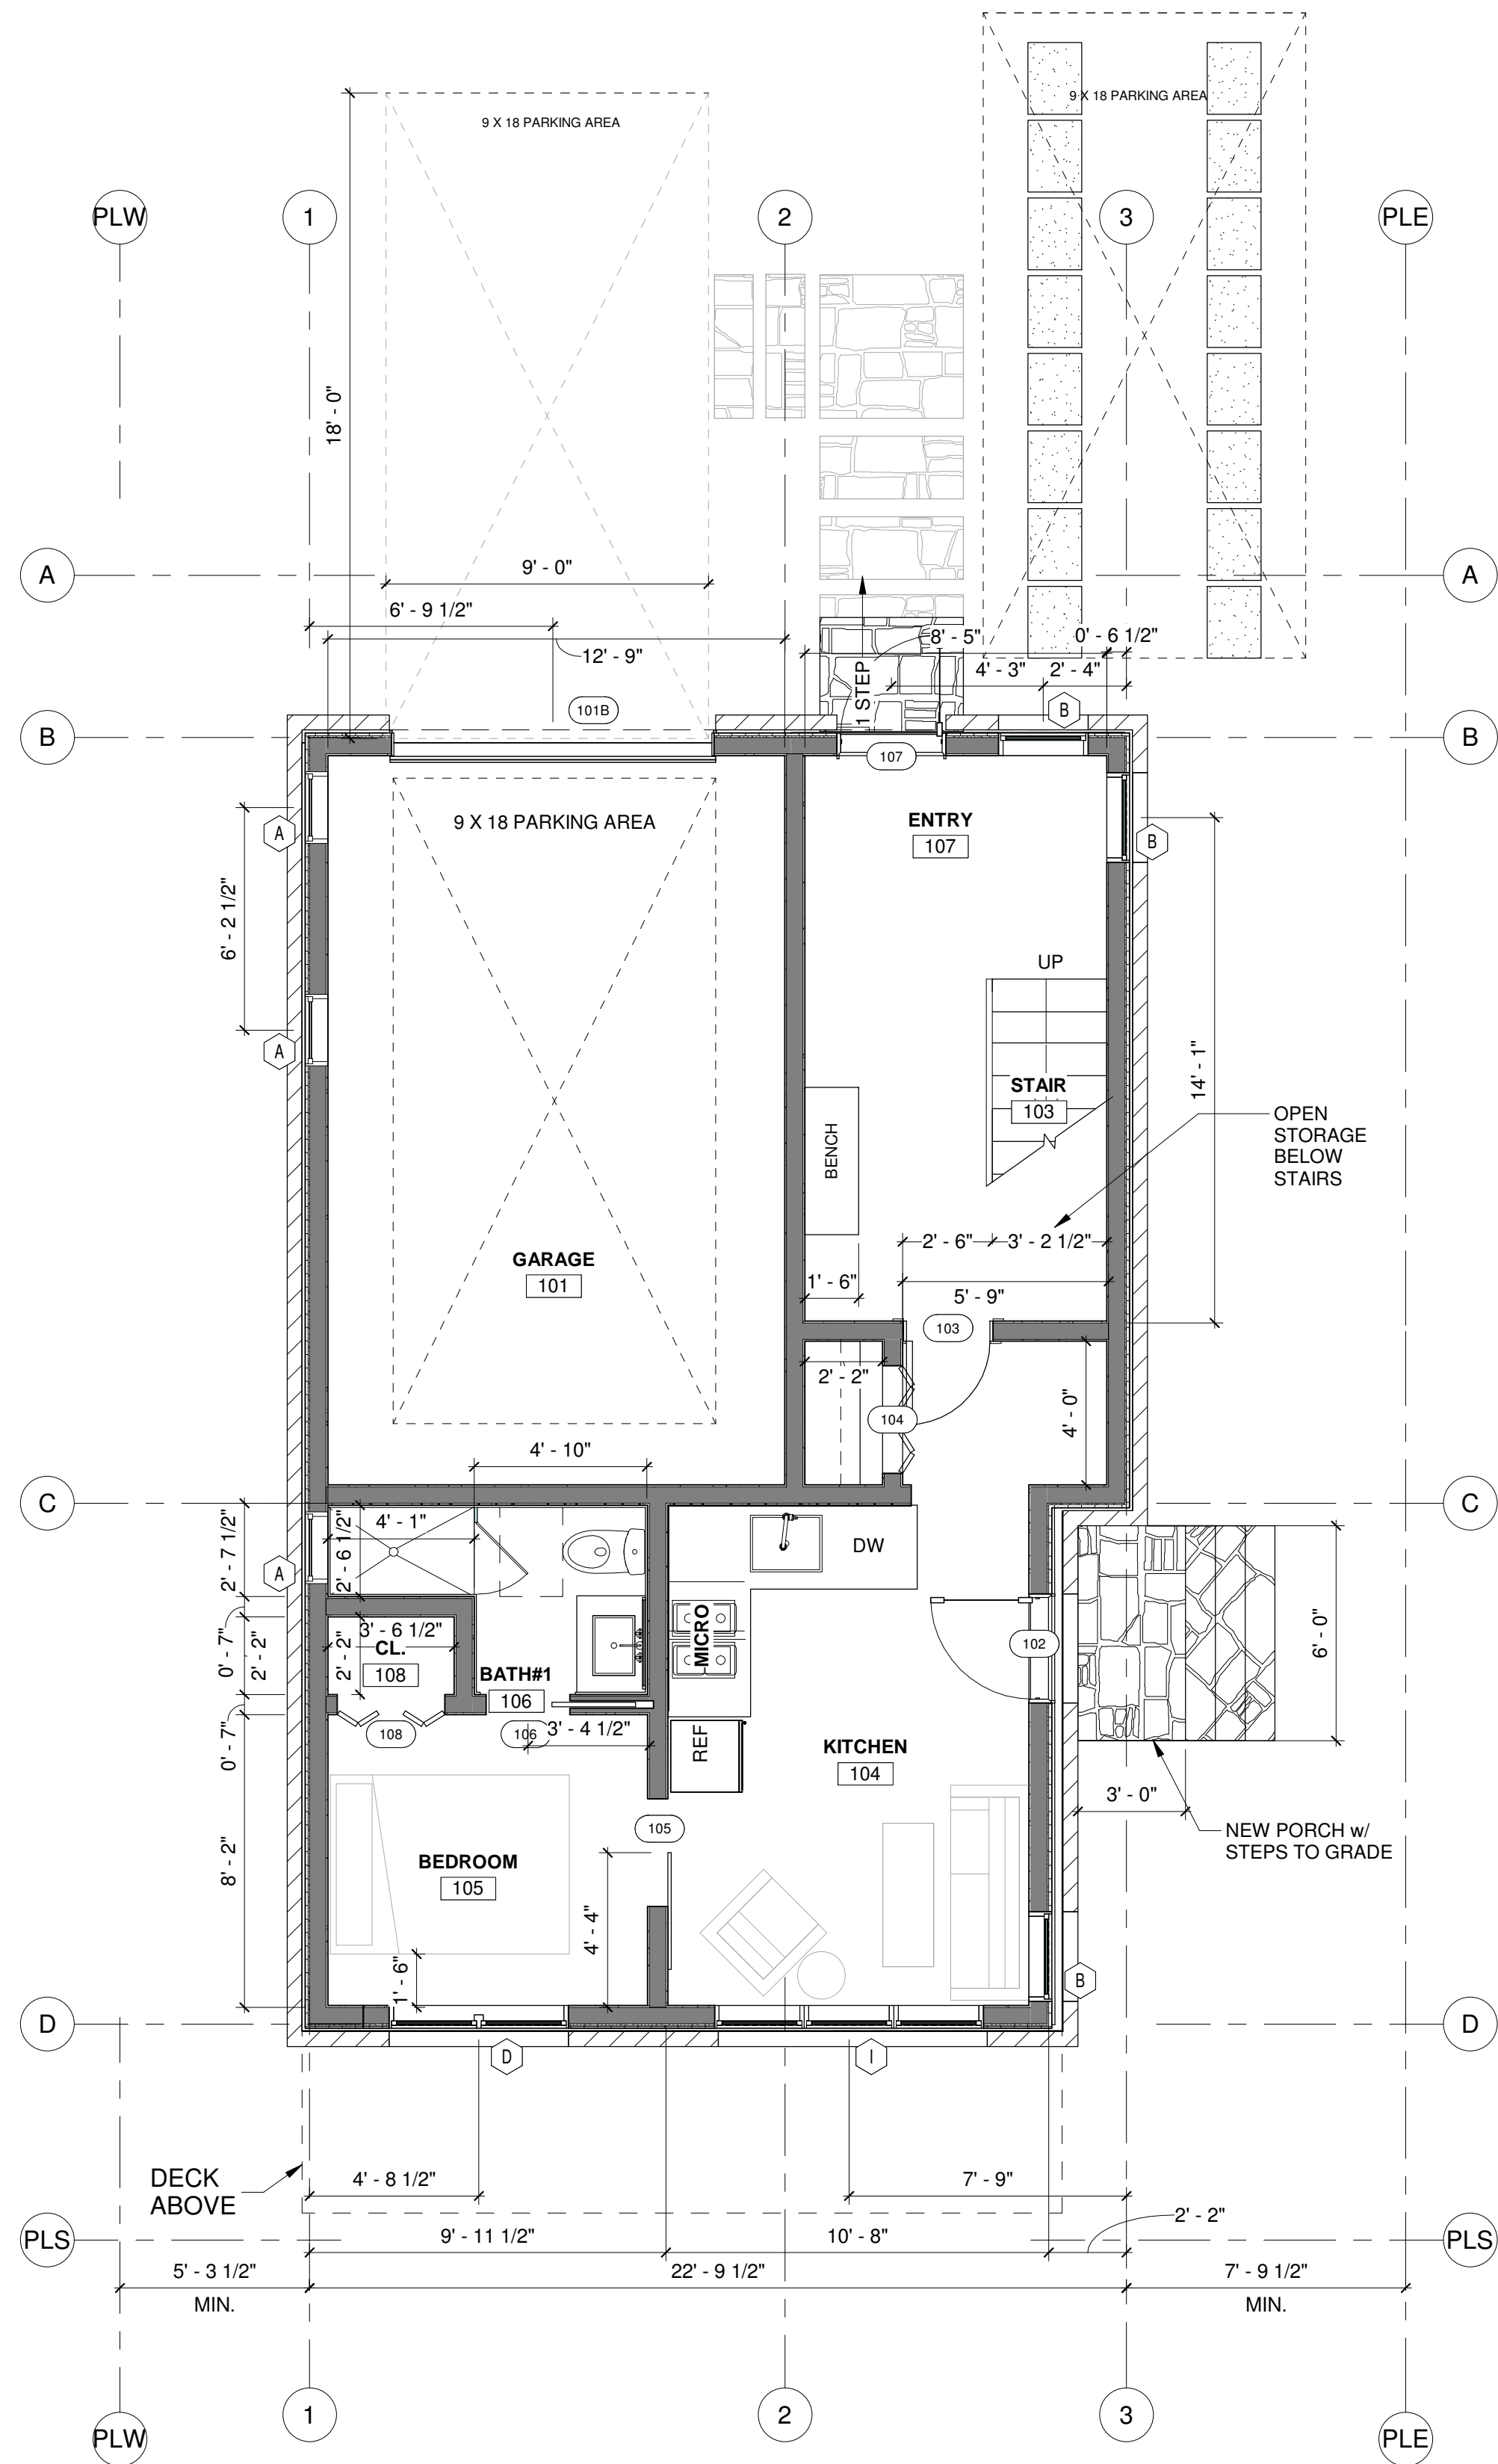 9 X 18 PARKING AREA
9 X 18 PARKING AREA
PLW
1
2
3
PLE
18' - 0"
A
9' - 0"
A
6' - 9 1/2"
12' - 9"
8' - 5"
0' - 6 1/2"
4' - 3"
2' - 4"
1 STEP
101B
B
B
B
107
9 X 18 PARKING AREA
ENTRY
107
A
B
6' - 2 1/2"
UP
A
14' - 1"
STAIR
103
OPEN
STORAGE
BELOW
STAIRS
BENCH
2' - 6"
3' - 2 1/2"
GARAGE
101
1' - 6"
5' - 9"
103
2' - 2"
104
4' - 0"
4' - 10"
C
C
4' - 1"
2' - 7 1/2"
2' - 6 1/2"
DW
A
MICRO
3' - 6 1/2"
0' - 7"
2' - 2"
2' - 2"
CL.
108
102
6' - 0"
BATH#1
106
108
106
3' - 4 1/2"
0' - 7"
REF
KITCHEN
104
3' - 0"
105
NEW PORCH w/
STEPS TO GRADE
8' - 2"
BEDROOM
105
4' - 4"
1' - 6"
B
D
D
D
I
DECK
ABOVE
4' - 8 1/2"
7' - 9"
2' - 2"
PLS
9' - 11 1/2"
10' - 8"
PLS
5' - 3 1/2"
22' - 9 1/2"
7' - 9 1/2"
MIN.
MIN.
PLW
1
2
3
PLE